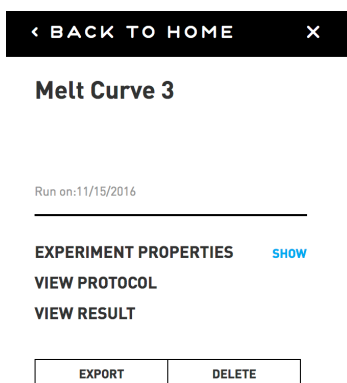 ‹ BACK TO HOME ×
Melt Curve 3
Run on:11/15/2016
EXPERIMENT PROPERTIES SHOW
VIEW PROTOCOL
VIEW RESULT
EXPORT DELETE